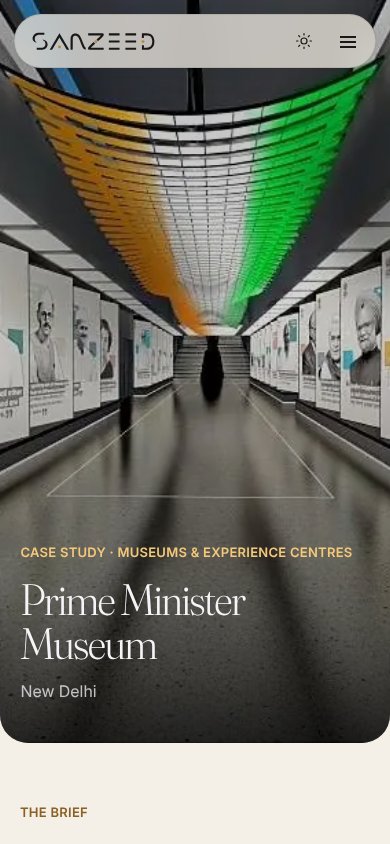 SANZEED
CASE STUDY · MUSEUMS & EXPERIENCE CENTRES
Prime Minister
Museum
New Delhi
THE BRIEF